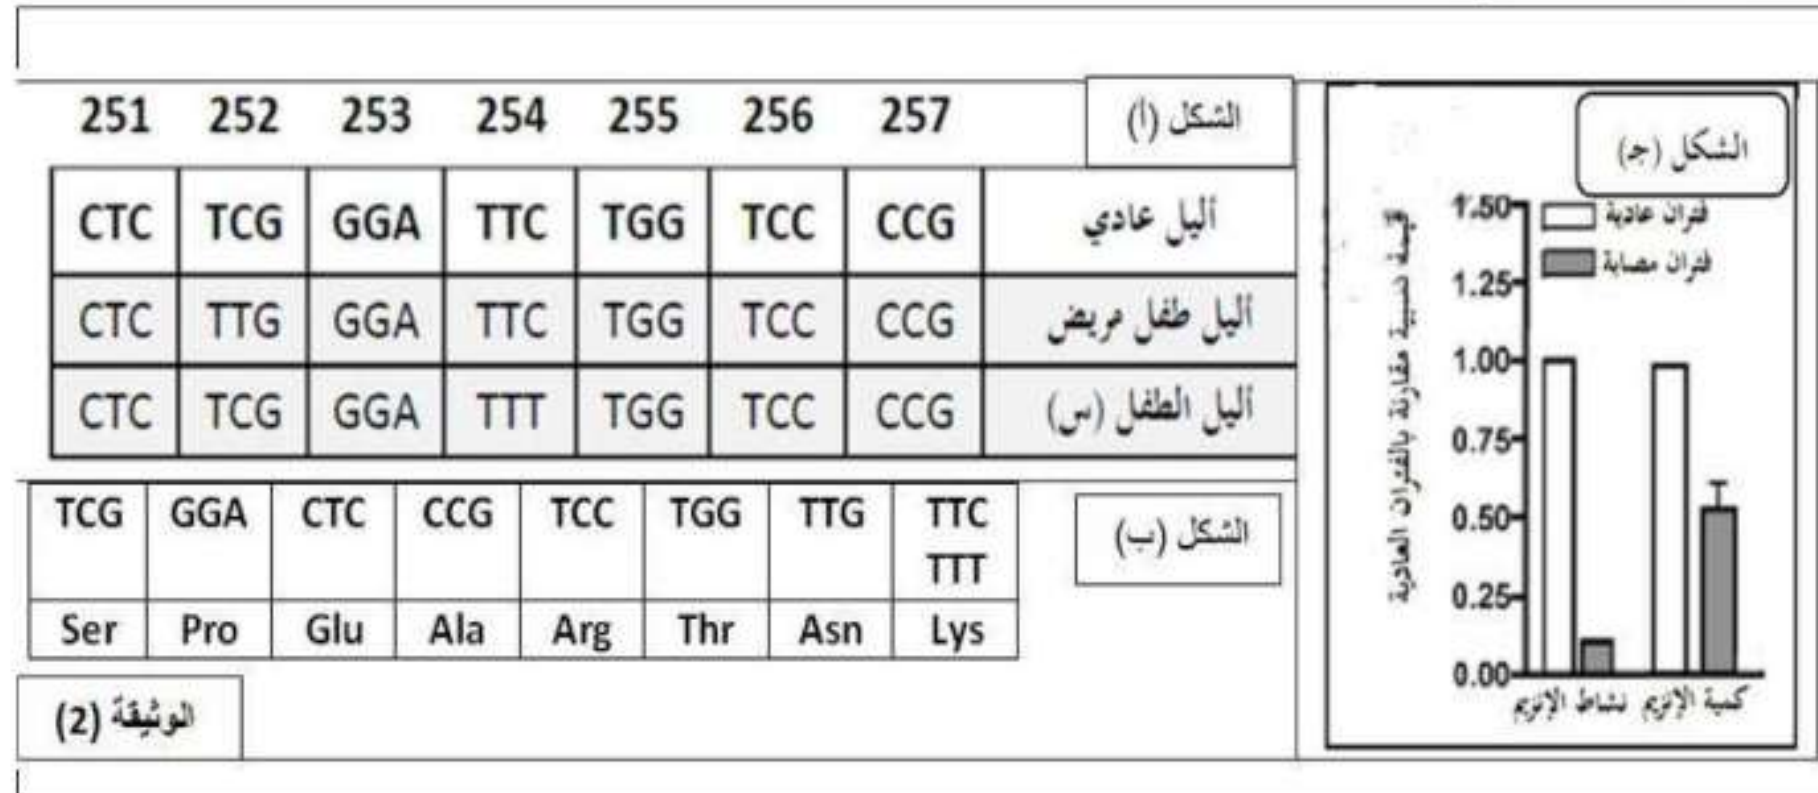 251 252 253 254 255 256 257 الشكل (أ)
CTC TCG GGA TTC TGG TCC CCG أليل عادي
CTC TTG GGA TTC TGG TCC CCG أليل طفل مريض
CTC TCG GGA TTT TGG TCC CCG أليل الطفل (س)
TCG GGA CTC CCG TCC TGG TTG TTC الشكل (ب)
TTT
Ser Pro Glu Ala Arg Thr Asn Lys
الوثيقة (2)
الشكل (جـ)
فئران عادية
فئران مصابة
قيمة نسبية مقارنة بالفئران العادية
1.50
1.25
1.00
0.75
0.50
0.25
0.00
كمية الإنزيم نشاط الإنزيم